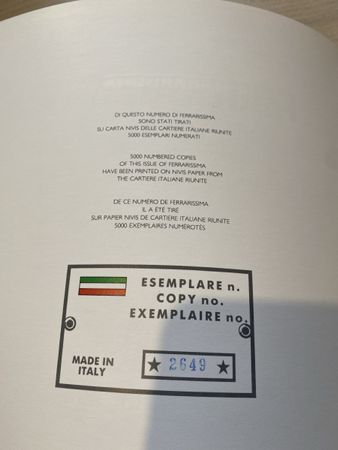 DI QUESTO NUMERO DI FERRARISSIMA
SONO STATI TIRATI
SU CARTA NIVIS DELLE CARTIERE ITALIANE RIUNITE
5000 ESEMPLARI NUMERATI
5000 NUMBERED COPIES
OF THIS ISSUE OF FERRARISSIMA
HAVE BEEN PRINTED ON NIVIS PAPER FROM
THE CARTIERE ITALIANE RIUNITE
DE CE NUMÉRO DE FERRARISSIMA
IL A ÉTÉ TIRÉ
SUR PAPIER NIVIS DE CARTIERE ITALIANE RIUNITE
5000 EXEMPLAIRES NUMÉROTÉS
ESEMPLARE n.
COPY no.
EXEMPLAIRE no.
MADE IN
ITALY
★ 2649 ★